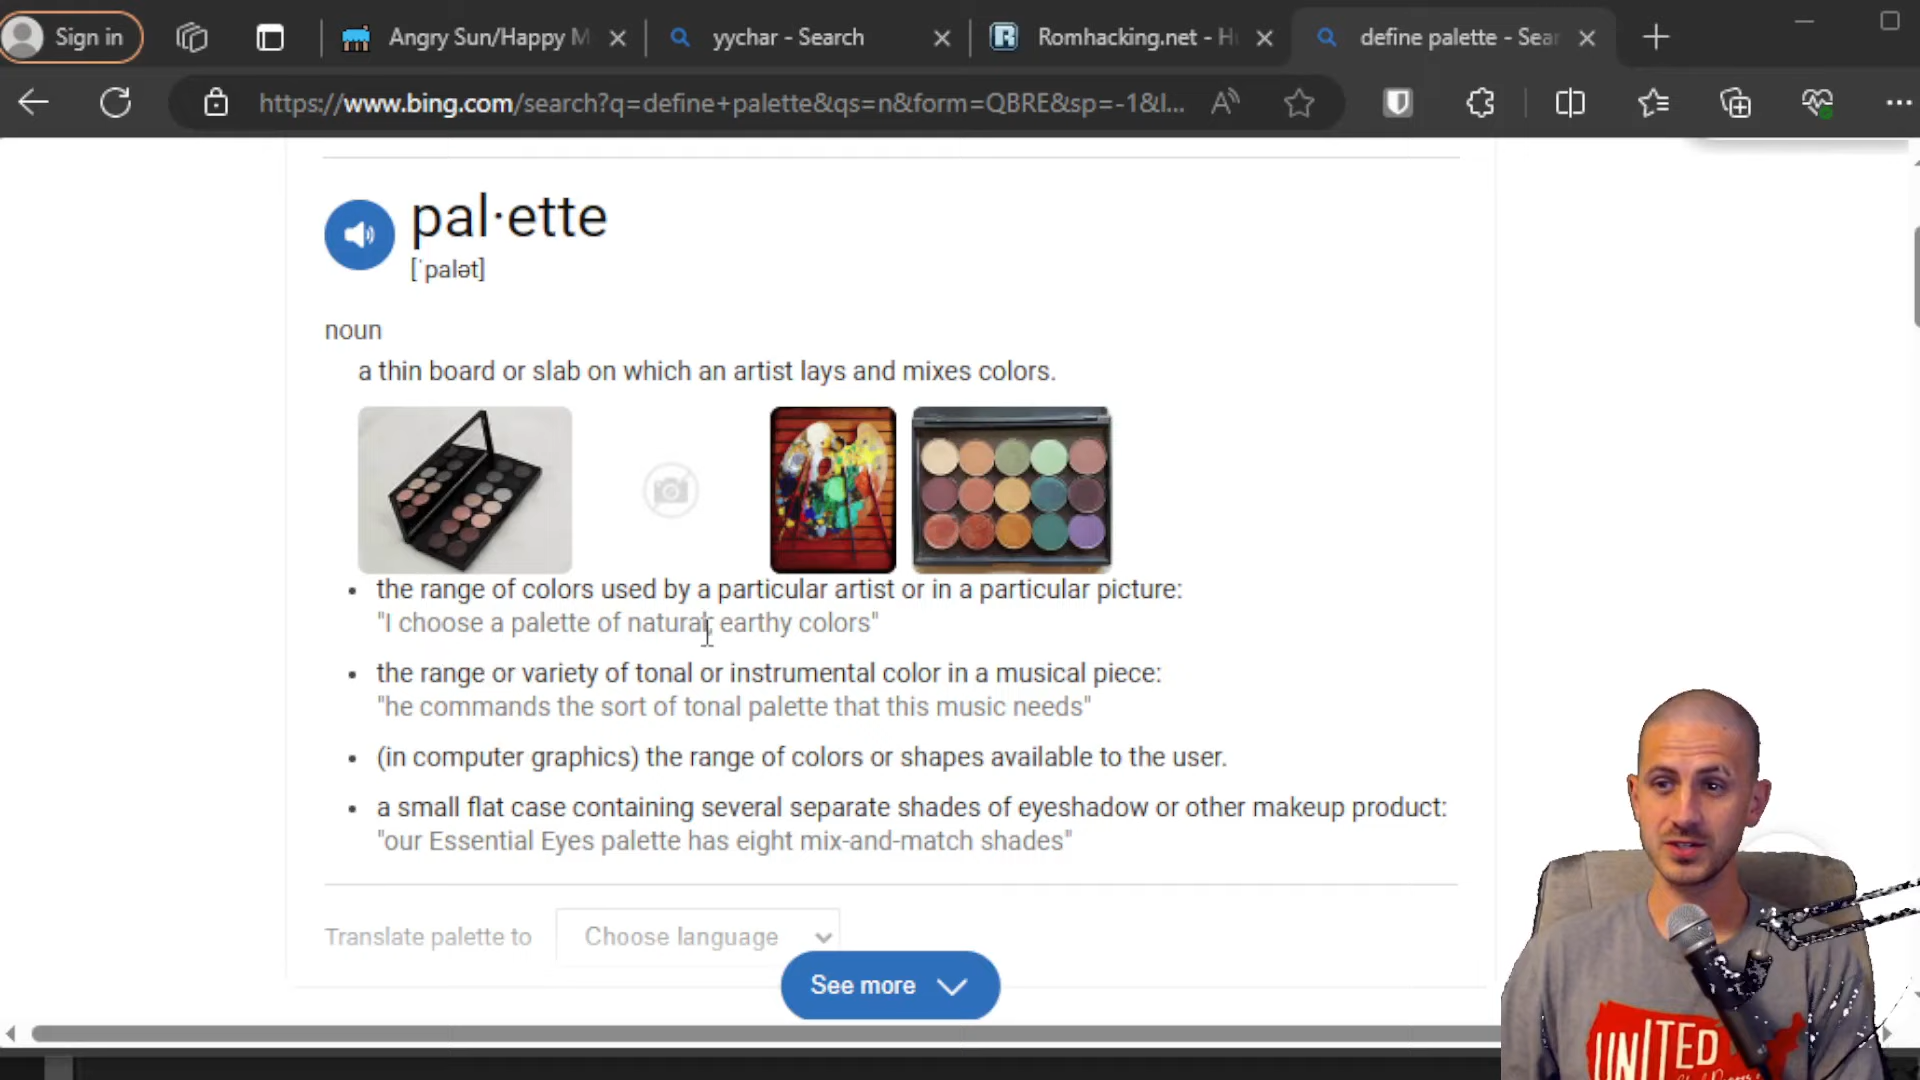 Sign in
Angry Sun/Happy M
yychar - Search
Romhacking.net - H
define palette - Sear
https://www.bing.com/search?q=define+palette&qs=n&form=QBRE&sp=-1&l...
pal·ette
[ˈpalət]
noun
a thin board or slab on which an artist lays and mixes colors.
• the range of colors used by a particular artist or in a particular picture:
"I choose a palette of natural, earthy colors"
• the range or variety of tonal or instrumental color in a musical piece:
"he commands the sort of tonal palette that this music needs"
• (in computer graphics) the range of colors or shapes available to the user.
• a small flat case containing several separate shades of eyeshadow or other makeup product:
"our Essential Eyes palette has eight mix-and-match shades"
Translate palette to
Choose language
See more
UNITED